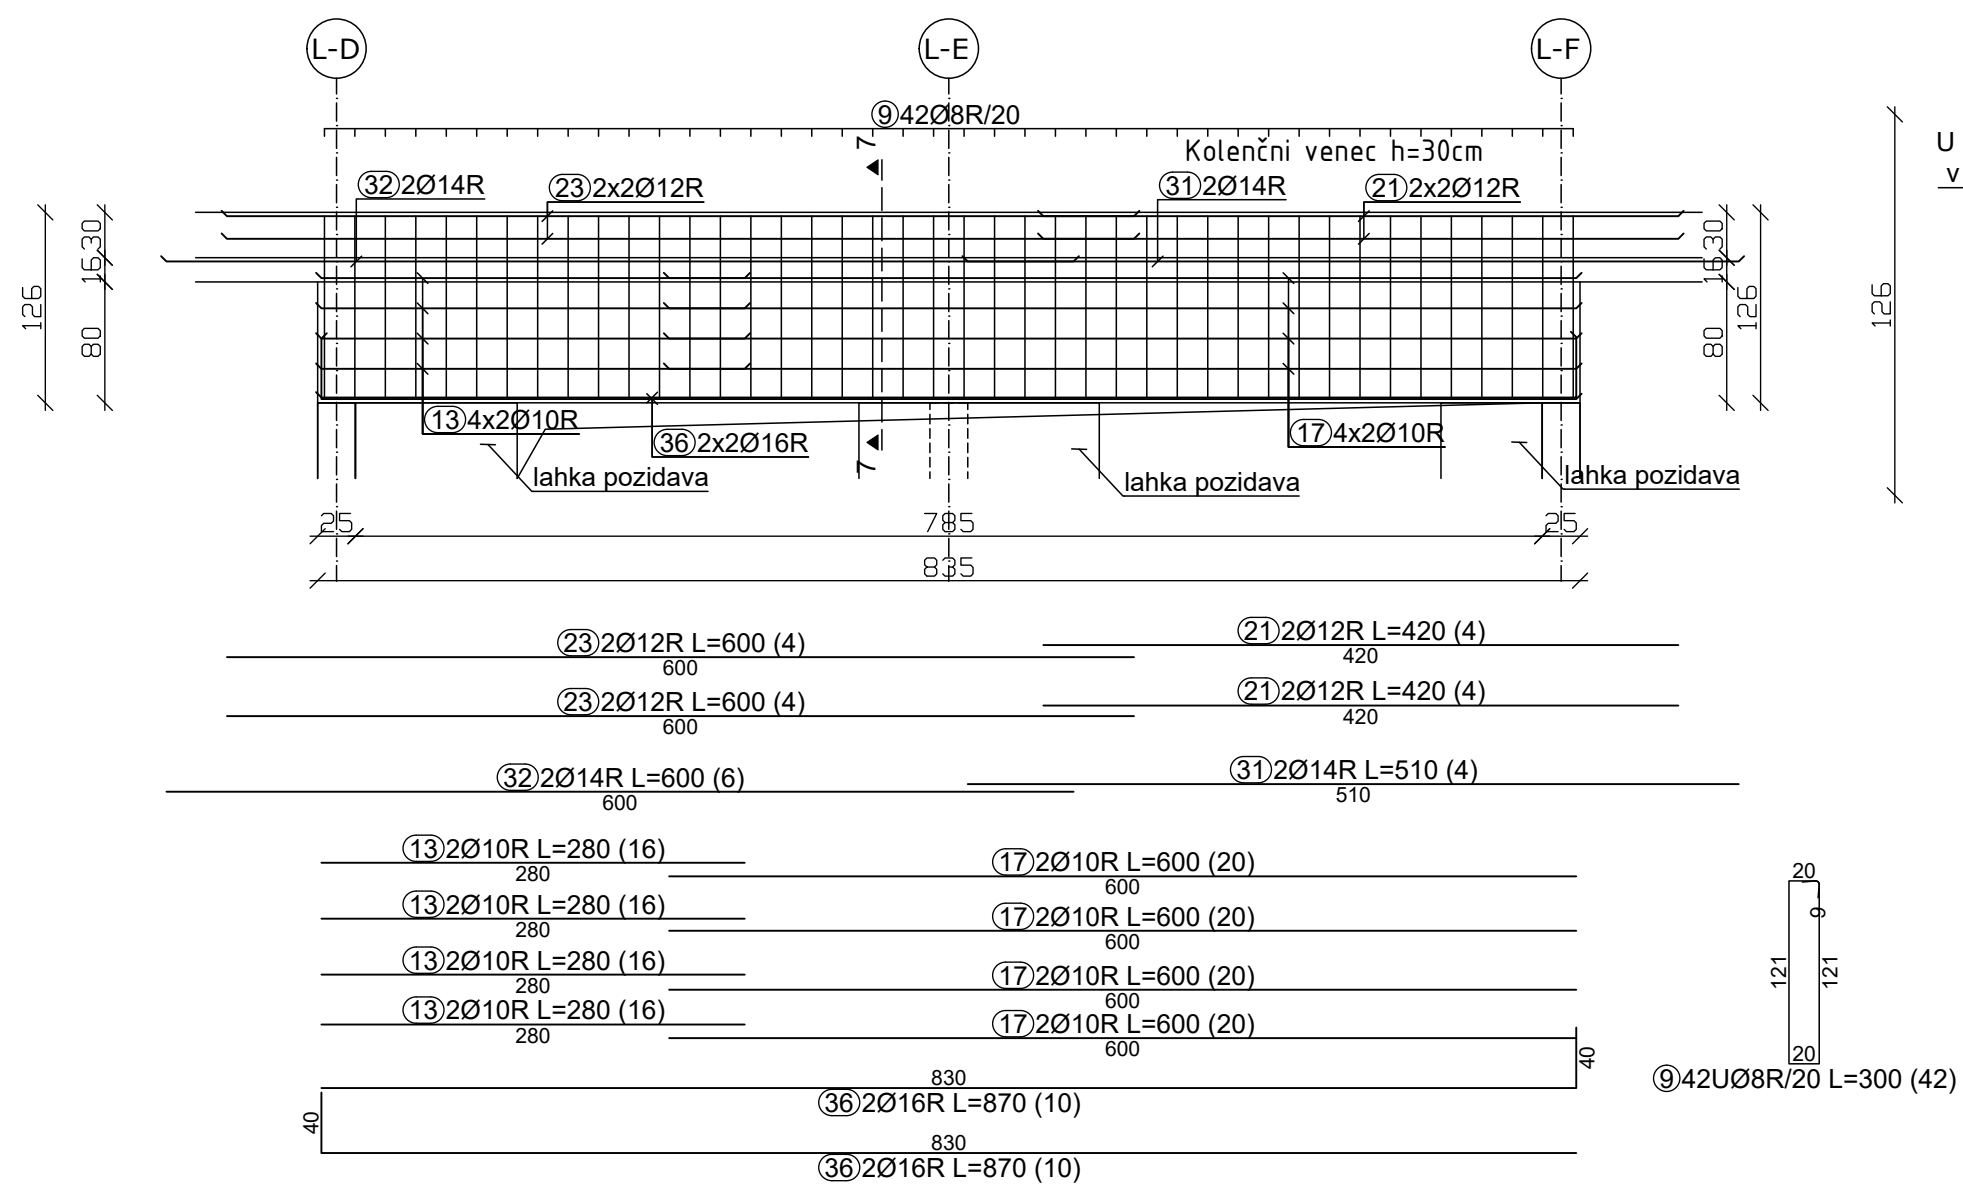 L-D
L-E
L-F
⑨42Ø8R/20
Kolenčni venec h=30cm
7
㉜2Ø14R
㉓2x2Ø12R
㉛2Ø14R
㉑2x2Ø12R
U
v
126
30
16
80
30
16
80
126
126
⑬4x2Ø10R
㊱2x2Ø16R
7
⑰4x2Ø10R
lahka pozidava
lahka pozidava
lahka pozidava
25
785
25
835
㉓2Ø12R L=600 (4)
600
㉑2Ø12R L=420 (4)
420
㉓2Ø12R L=600 (4)
600
㉑2Ø12R L=420 (4)
420
㉜2Ø14R L=600 (6)
600
㉛2Ø14R L=510 (4)
510
⑬2Ø10R L=280 (16)
280
⑰2Ø10R L=600 (20)
600
⑬2Ø10R L=280 (16)
280
⑰2Ø10R L=600 (20)
600
⑬2Ø10R L=280 (16)
280
⑰2Ø10R L=600 (20)
600
⑬2Ø10R L=280 (16)
280
⑰2Ø10R L=600 (20)
600
40
830
㊱2Ø16R L=870 (10)
40
830
㊱2Ø16R L=870 (10)
20
9
121
121
20
⑨42UØ8R/20 L=300 (42)